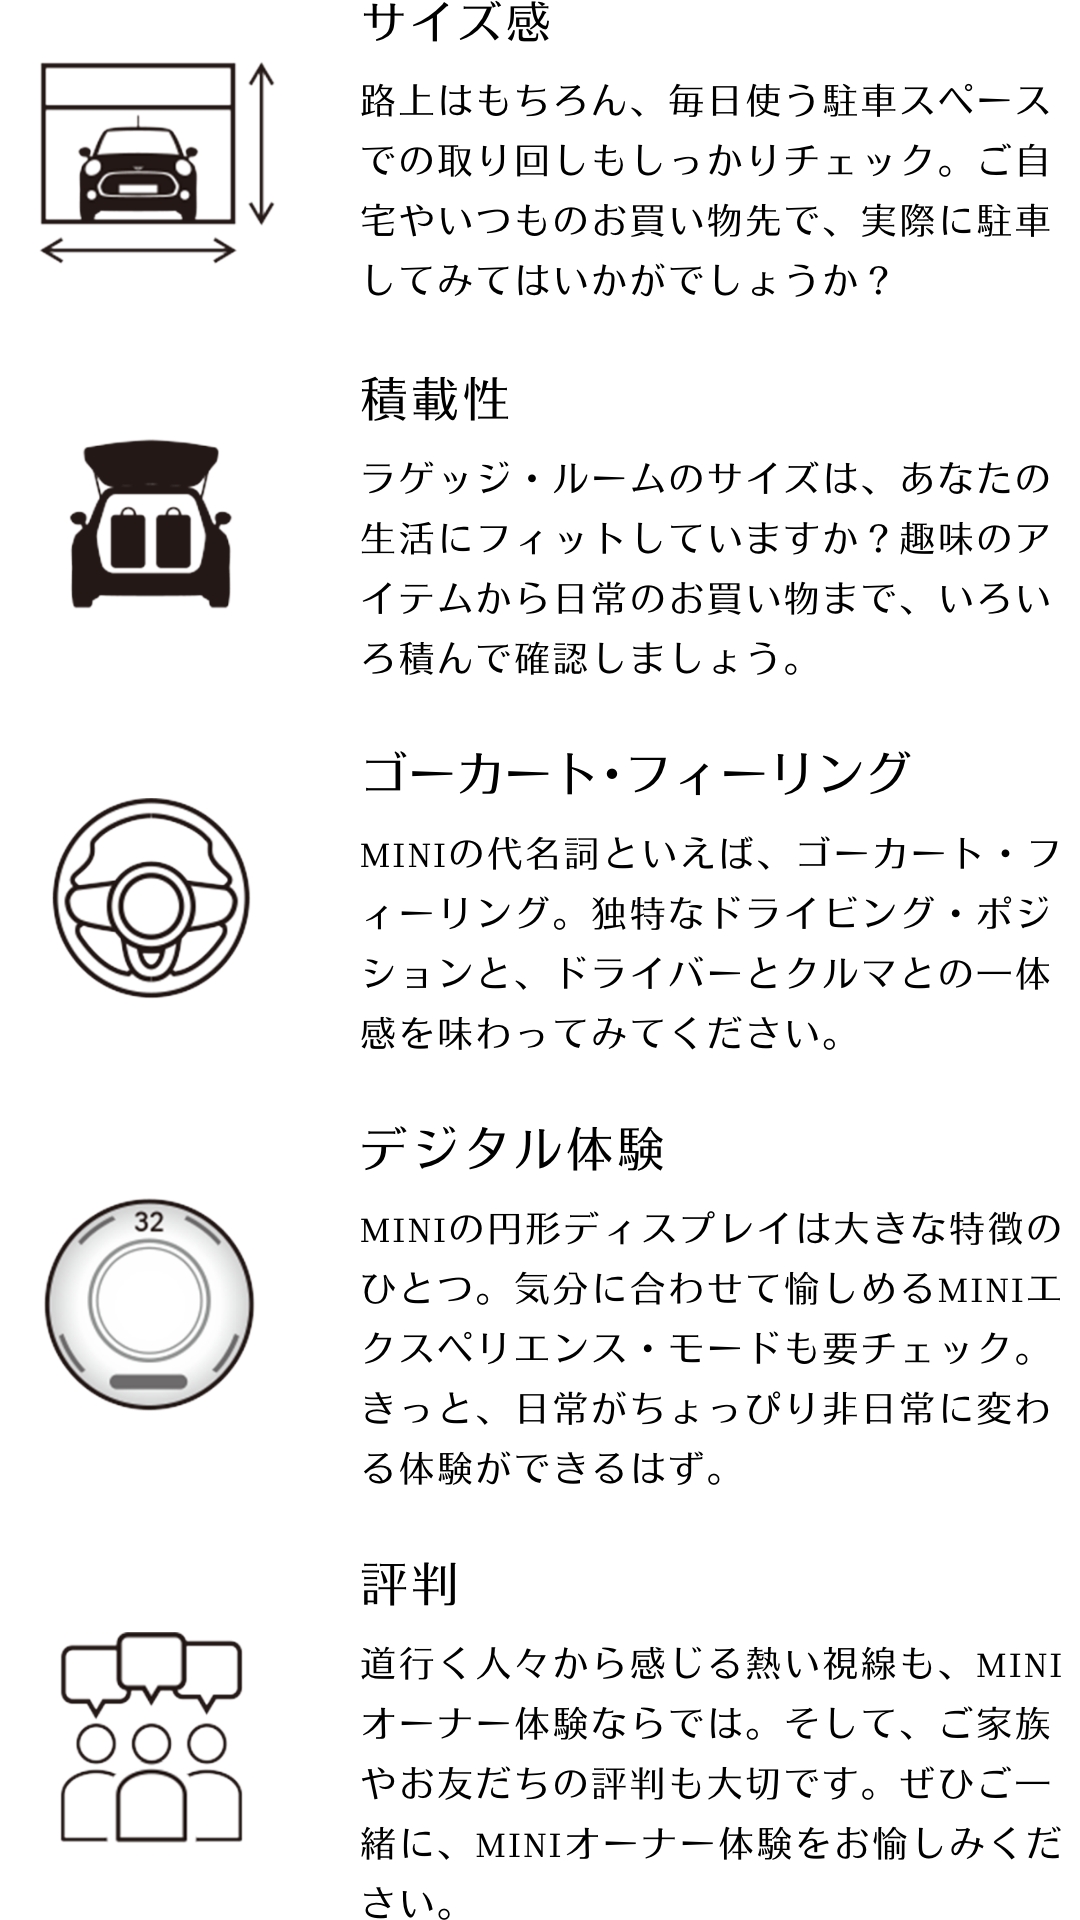 サイズ感
路上はもちろん、毎日使う駐車スペース
での取り回しもしっかりチェック。ご自
宅やいつものお買い物先で、実際に駐車
してみてはいかがでしょうか？
積載性
ラゲッジ・ルームのサイズは、あなたの
生活にフィットしていますか？趣味のア
イテムから日常のお買い物まで、いろい
ろ積んで確認しましょう。
ゴーカート・フィーリング
MINIの代名詞といえば、ゴーカート・フ
ィーリング。独特なドライビング・ポジ
ションと、ドライバーとクルマとの一体
感を味わってみてください。
デジタル体験
32
MINIの円形ディスプレイは大きな特徴の
ひとつ。気分に合わせて愉しめるMINIエ
クスペリエンス・モードも要チェック。
きっと、日常がちょっぴり非日常に変わ
る体験ができるはず。
評判
道行く人々から感じる熱い視線も、MINI
オーナー体験ならでは。そして、ご家族
やお友だちの評判も大切です。ぜひご一
緒に、MINIオーナー体験をお愉しみくだ
さい。